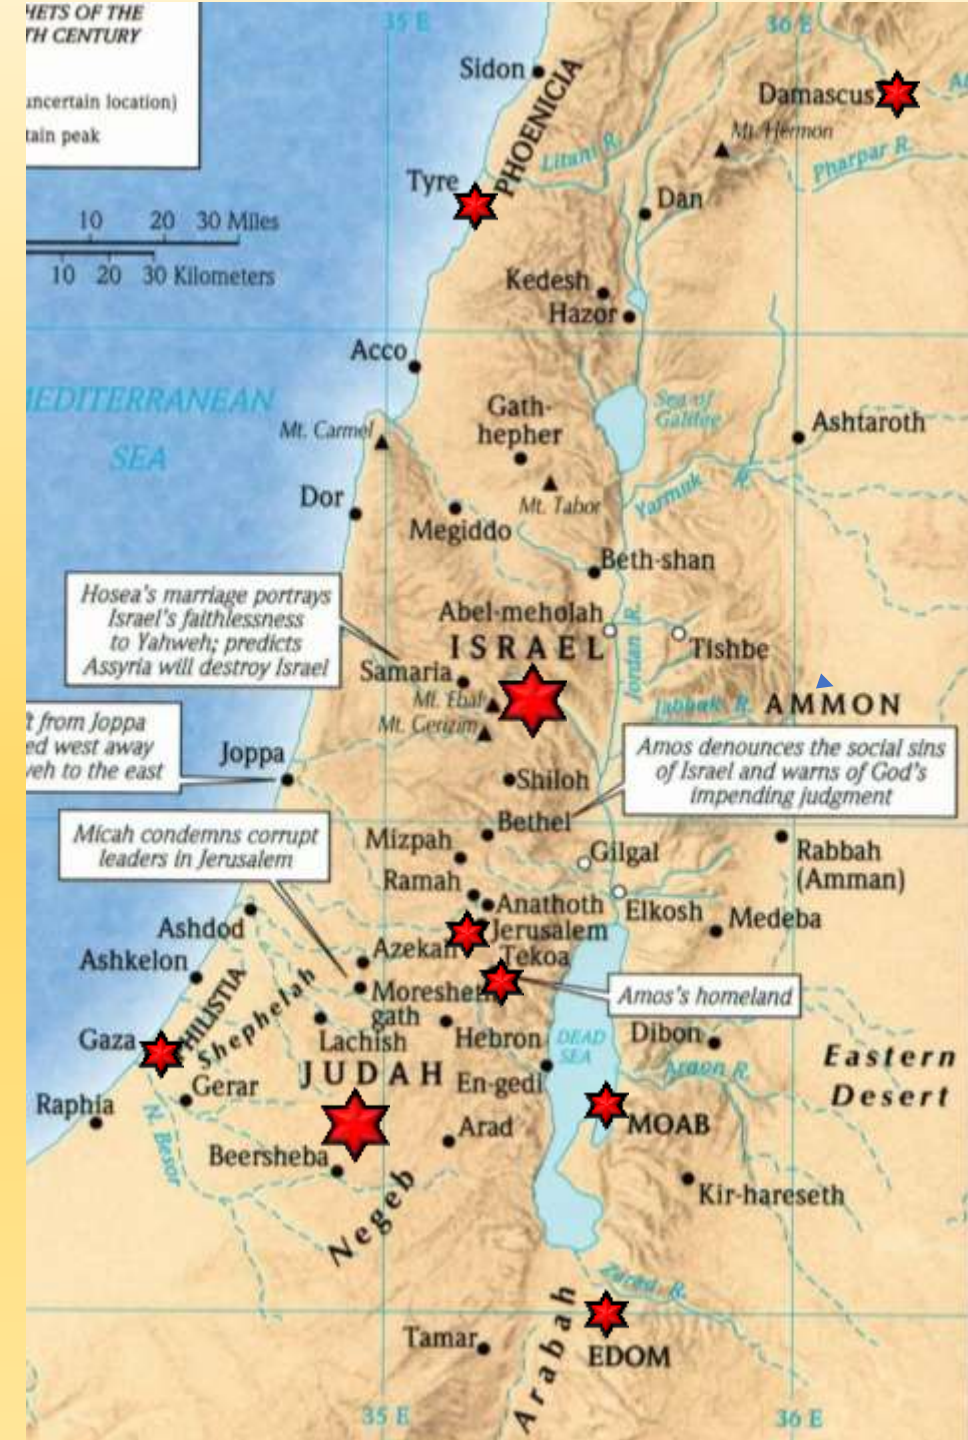 HETS OF THE
TH CENTURY
uncertain location)
tain peak
10 20 30 Miles
10 20 30 Kilometers
35 E
36 E
Sidon
PHOENICIA
Damascus
Mt. Hermon
Litani R.
Pharpar R.
Tyre
Dan
Kedesh
Hazor
Acco
MEDITERRANEAN
SEA
Sea of
Galilee
Gath-
hepher
Ashtaroth
Mt. Carmel
Mt. Tabor
Yarmuk R.
Dor
Megiddo
Beth-shan
Hosea's marriage portrays
Israel's faithlessness
to Yahweh; predicts
Assyria will destroy Israel
Abel-meholah
ISRAEL
Jordan R.
Tishbe
Samaria
Mt. Ebal
Mt. Gerizim
Jabbok R.
AMMON
t from Joppa
ed west away
veh to the east
Joppa
Amos denounces the social sins
of Israel and warns of God's
impending judgment
Shiloh
Bethel
Micah condemns corrupt
leaders in Jerusalem
Mizpah
Gilgal
Rabbah
(Amman)
Ramah
Anathoth
Elkosh
Medeba
Ashdod
Jerusalem
Azekah
Tekoa
Ashkelon
PHILISTIA
Shephelah
Moresheth
gath
Amos's homeland
Gaza
Lachish
Hebron
DEAD
SEA
Dibon
Arnon R.
Eastern
Desert
JUDAH
En-gedi
Gerar
Raphia
N. Besor
Arad
MOAB
Beersheba
Negeb
Kir-hareseth
Zered R.
Arabah
Tamar
EDOM
35 E
36 E